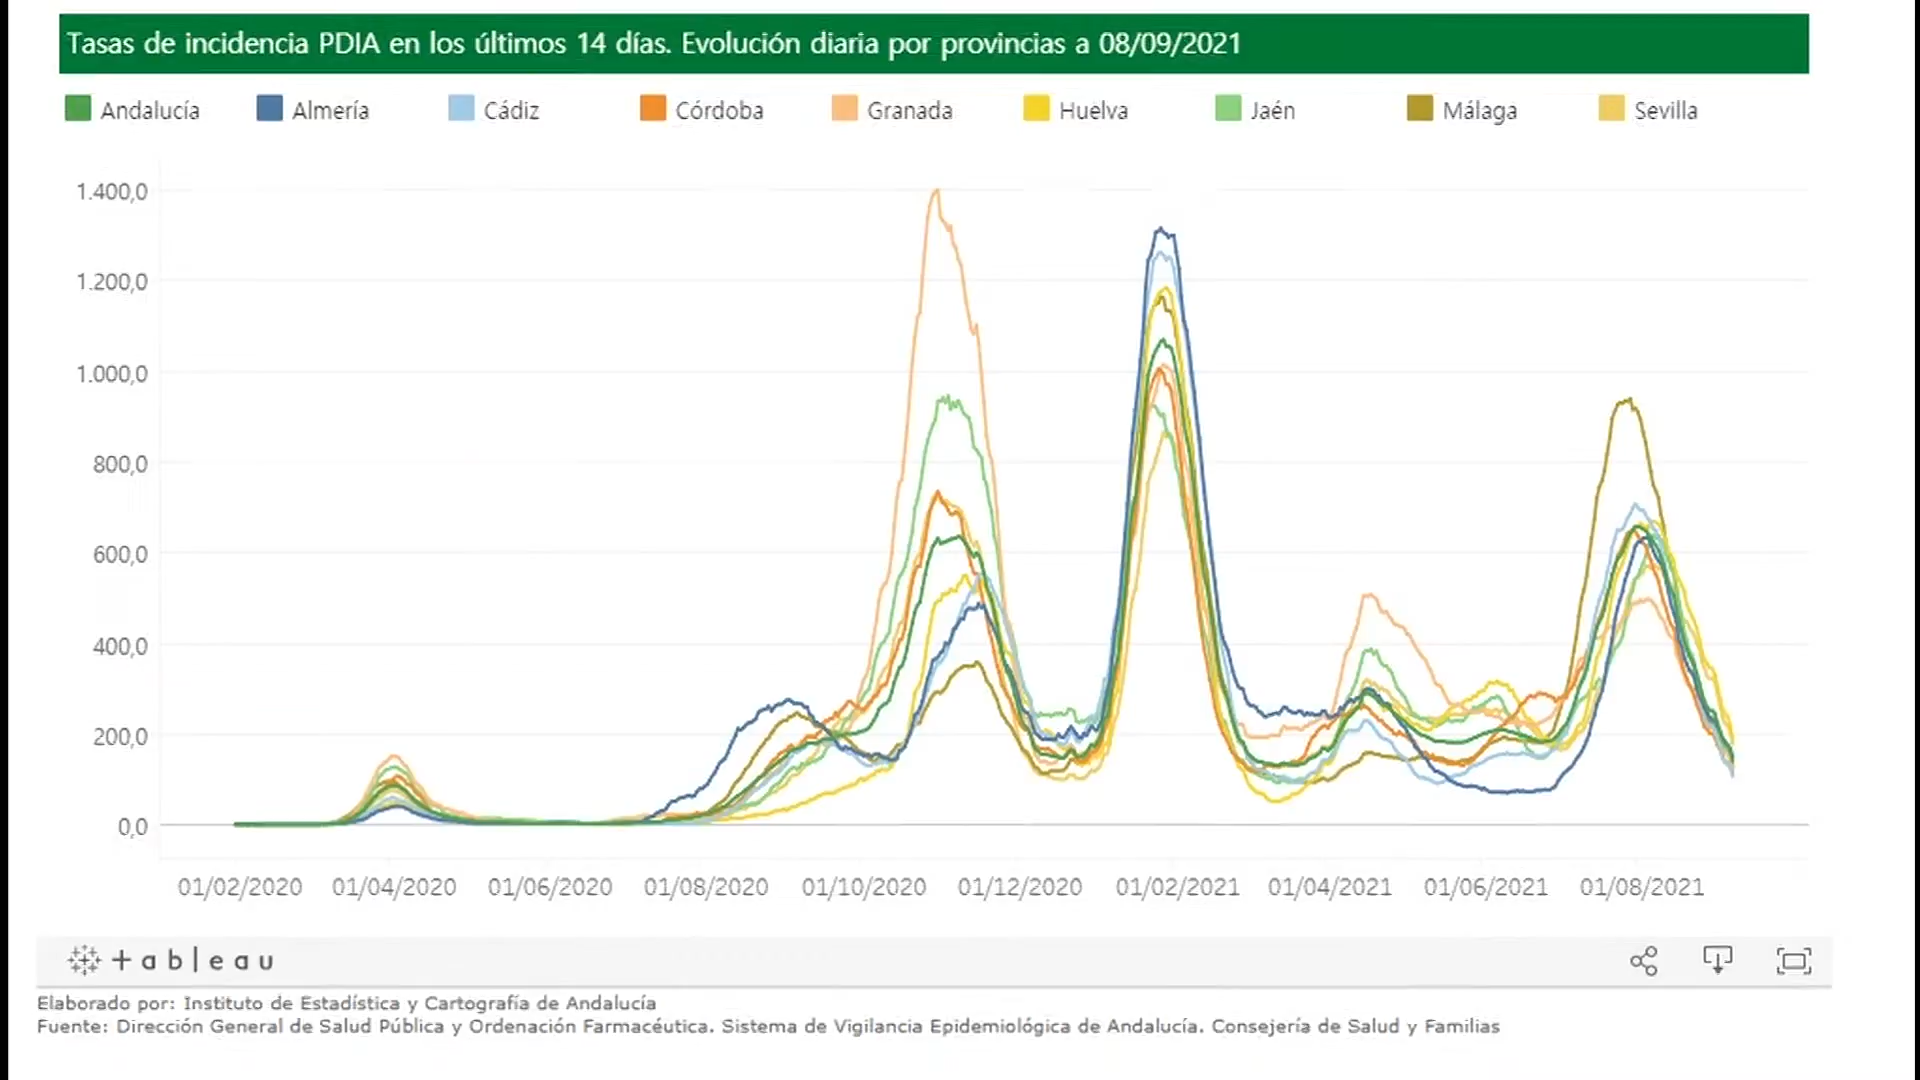 Tasas de incidencia PDIA en los últimos 14 días. Evolución diaria por provincias a 08/09/2021
Andalucía Almería Cádiz Córdoba Granada Huelva Jaén Málaga Sevilla
1.400,0
1.200,0
1.000,0
800,0
600,0
400,0
200,0
0,0
01/02/2020 01/04/2020 01/06/2020 01/08/2020 01/10/2020 01/12/2020 01/02/2021 01/04/2021 01/06/2021 01/08/2021
+ableau
Elaborado por: Instituto de Estadística y Cartografía de Andalucía
Fuente: Dirección General de Salud Pública y Ordenación Farmacéutica. Sistema de Vigilancia Epidemiológica de Andalucía. Consejería de Salud y Familias